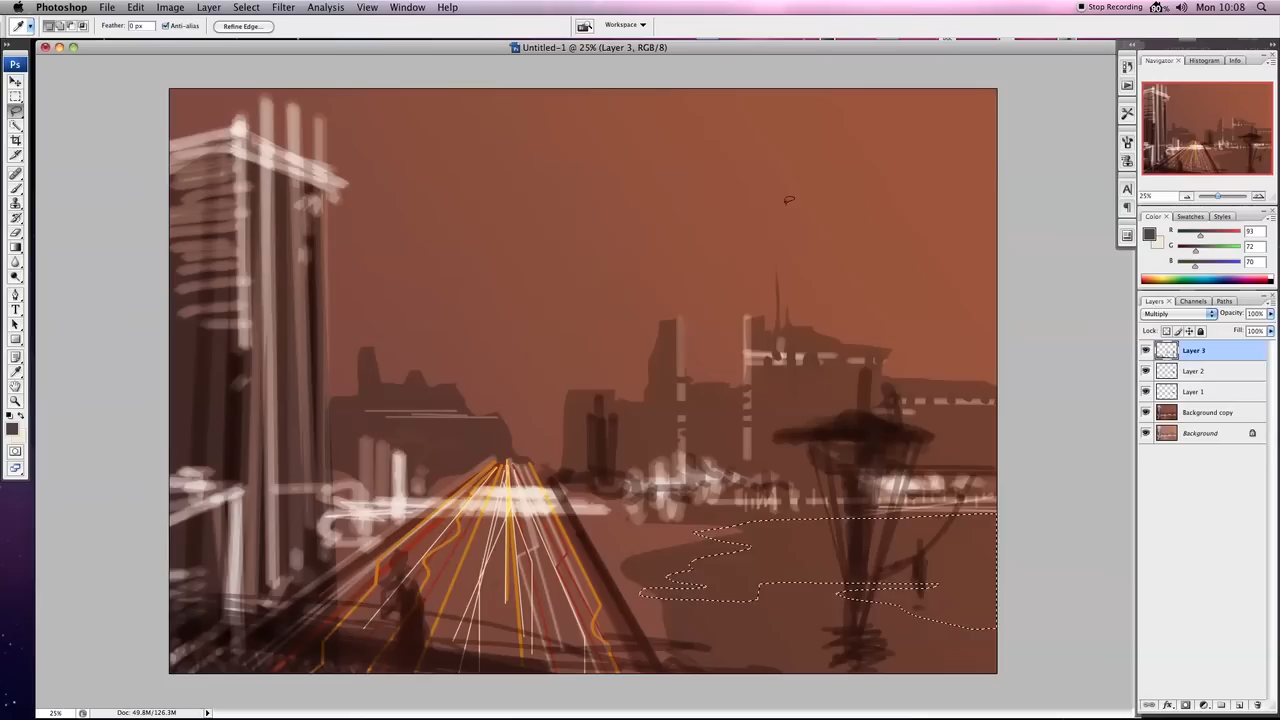 Photoshop File Edit Image Layer Select Filter Analysis View Window Help Stop Recording Mon 10:08
Feather: 0 px Anti-alias Refine Edge... Workspace
Untitled-1 @ 25% (Layer 3, RGB/8)
Ps
Navigator Histogram Info
25%
Color Swatches Styles
R 93
G 72
B 70
Layers Channels Paths
Multiply Opacity: 100%
Lock: Fill: 100%
Layer 3
Layer 2
Layer 1
Background copy
Background
25% Doc: 49.8M/126.3M